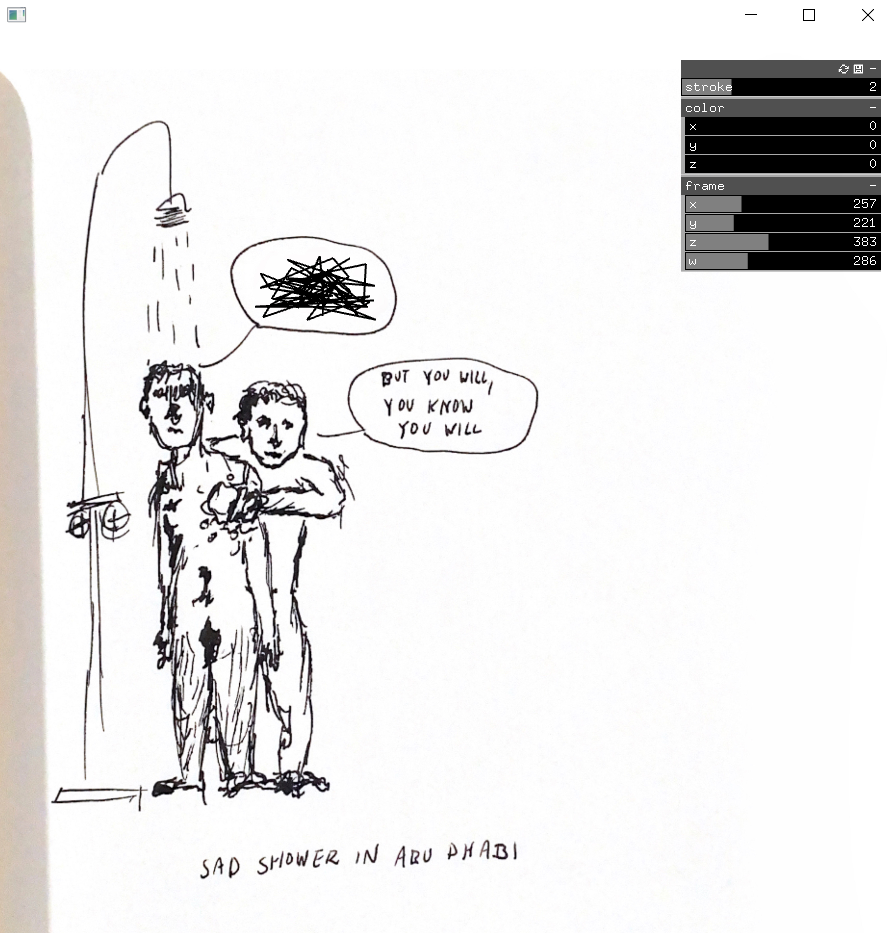 stroke 2
color
x 0
y 0
z 0
frame
x 257
y 221
z 383
w 286
BUT YOU WILL,
YOU KNOW
YOU WILL
SAD SHOWER IN ABU DHABI